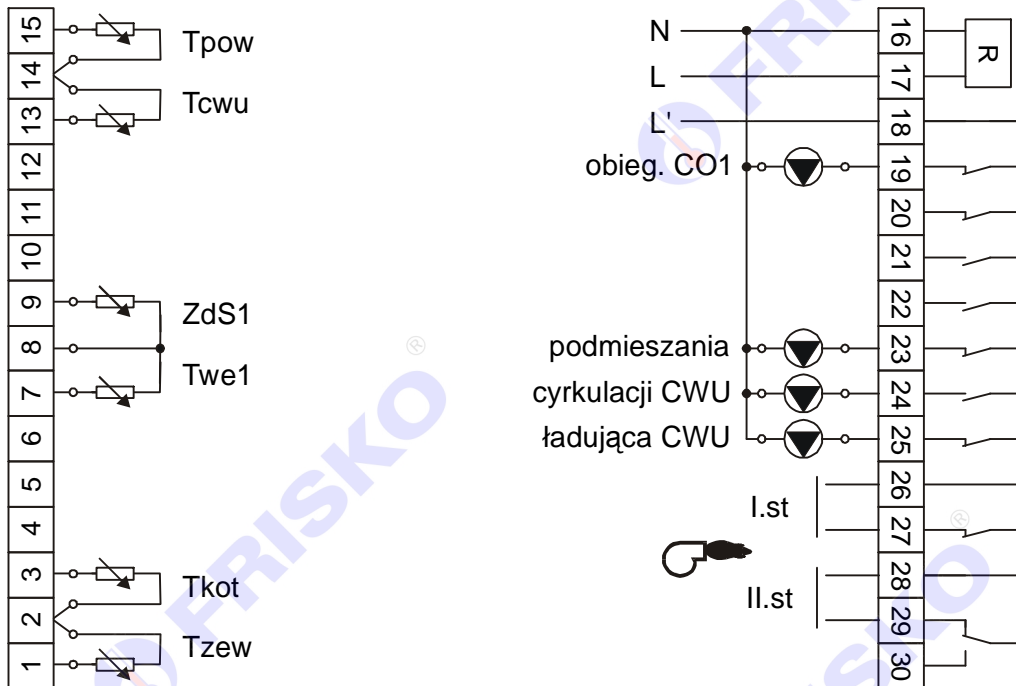 15
14
13
12
11
10
9
8
7
6
5
4
3
2
1
Tpow
Tcwu
ZdS1
Twe1
Tkot
Tzew
N
L
L'
obieg. CO1
podmieszania
cyrkulacji CWU
ładująca CWU
I.st
II.st
16
17
18
19
20
21
22
23
24
25
26
27
28
29
30
R
FRISKO
®
FRISKO
FRISKO
®